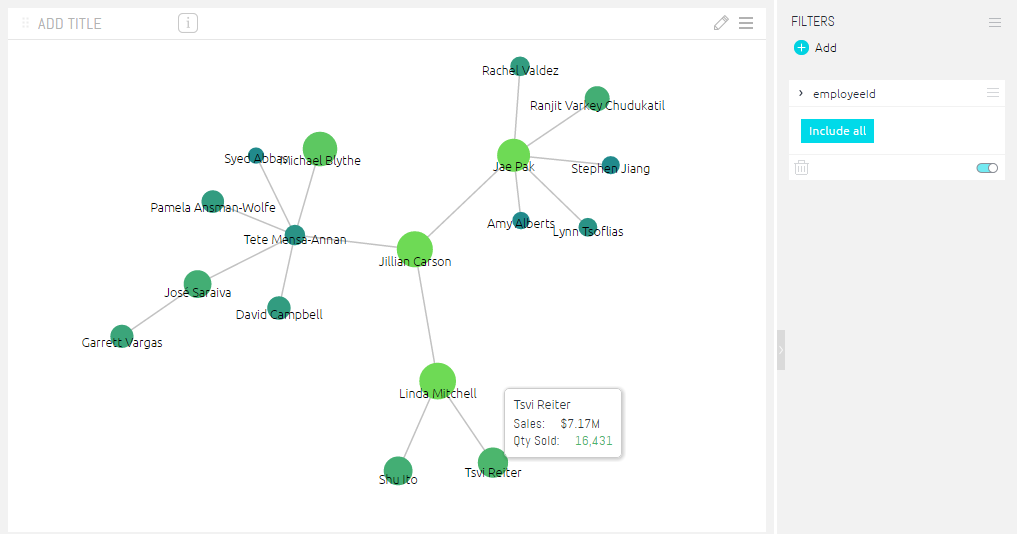 ADD TITLE
i
FILTERS
Add
employeeId
Include all
Rachel Valdez
Ranjit Varkey Chudukatil
Syed Abbas
Michael Blythe
Jae Pak
Stephen Jiang
Pamela Ansman-Wolfe
Amy Alberts
Lynn Tsoflias
Tete Mensa-Annan
Jillian Carson
José Saraiva
David Campbell
Garrett Vargas
Linda Mitchell
Tsvi Reiter
Sales: $7.17M
Qty Sold: 16,431
Shu Ito
Tsvi Reiter